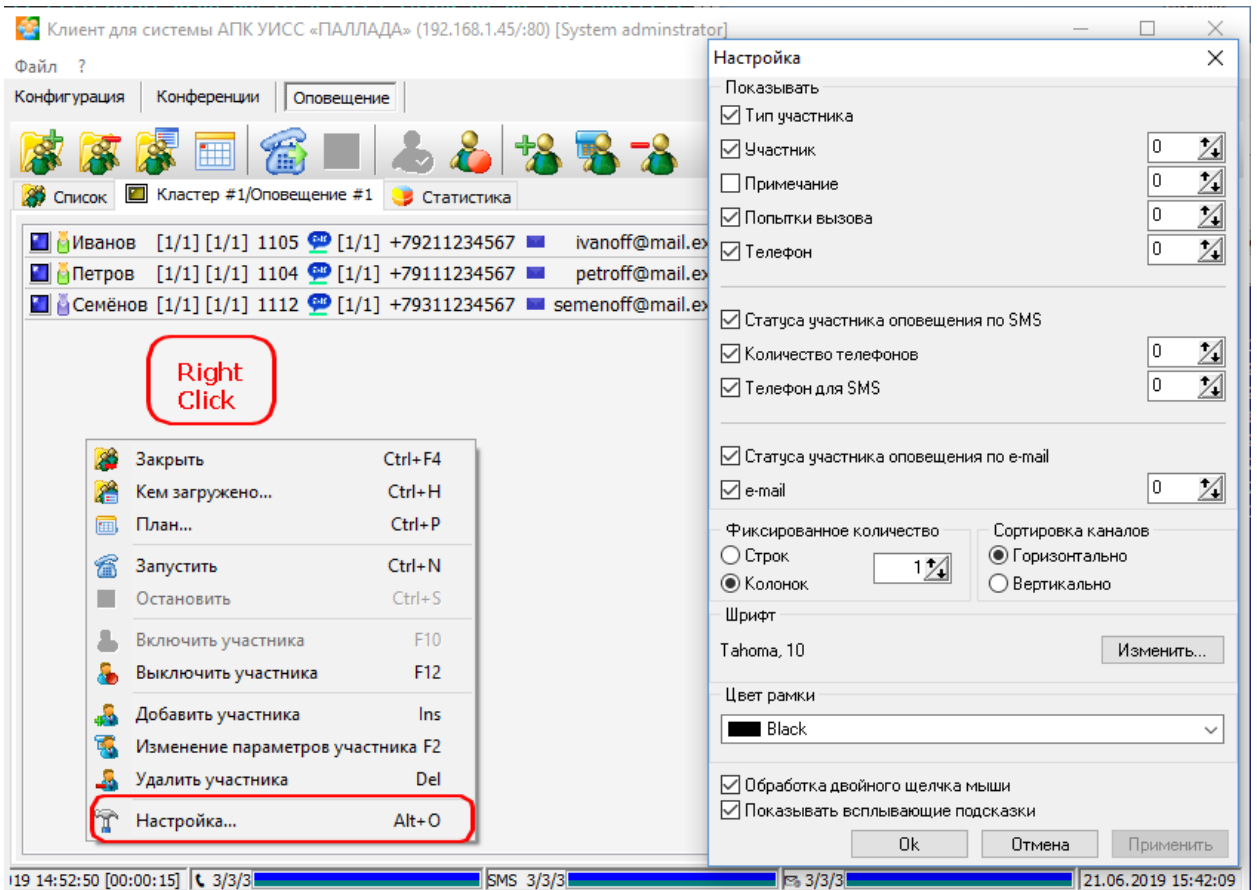 Клиент для системы АПК УИСС «ПАЛЛАДА» (192.168.1.45/:80) [System adminstrator]
Файл ?
Конфигурация Конференции Оповещение
Список Кластер #1/Оповещение #1 Статистика
Иванов [1/1] [1/1] 1105 [1/1] +79211234567 ivanoff@mail.ex
Петров [1/1] [1/1] 1104 [1/1] +79111234567 petroff@mail.ex
Семёнов [1/1] [1/1] 1112 [1/1] +79311234567 semenoff@mail.ex
Right
Click
Закрыть Ctrl+F4
Кем загружено... Ctrl+H
План... Ctrl+P
Запустить Ctrl+N
Остановить Ctrl+S
Включить участника F10
Выключить участника F12
Добавить участника Ins
Изменение параметров участника F2
Удалить участника Del
Настройка... Alt+O
Настройка
Показывать
Тип участника
Участник 0
Примечание 0
Попытки вызова 0
Телефон 0
Статуса участника оповещения по SMS
Количество телефонов 0
Телефон для SMS 0
Статуса участника оповещения по e-mail
e-mail 0
Фиксированное количество
Строк
Колонок
1
Сортировка каналов
Горизонтально
Вертикально
Шрифт
Tahoma, 10 Изменить...
Цвет рамки
Black
Обработка двойного щелчка мыши
Показывать всплывающие подсказки
Ok Отмена Применить
19 14:52:50 [00:00:15] 3/3/3 SMS 3/3/3 3/3/3 21.06.2019 15:42:09